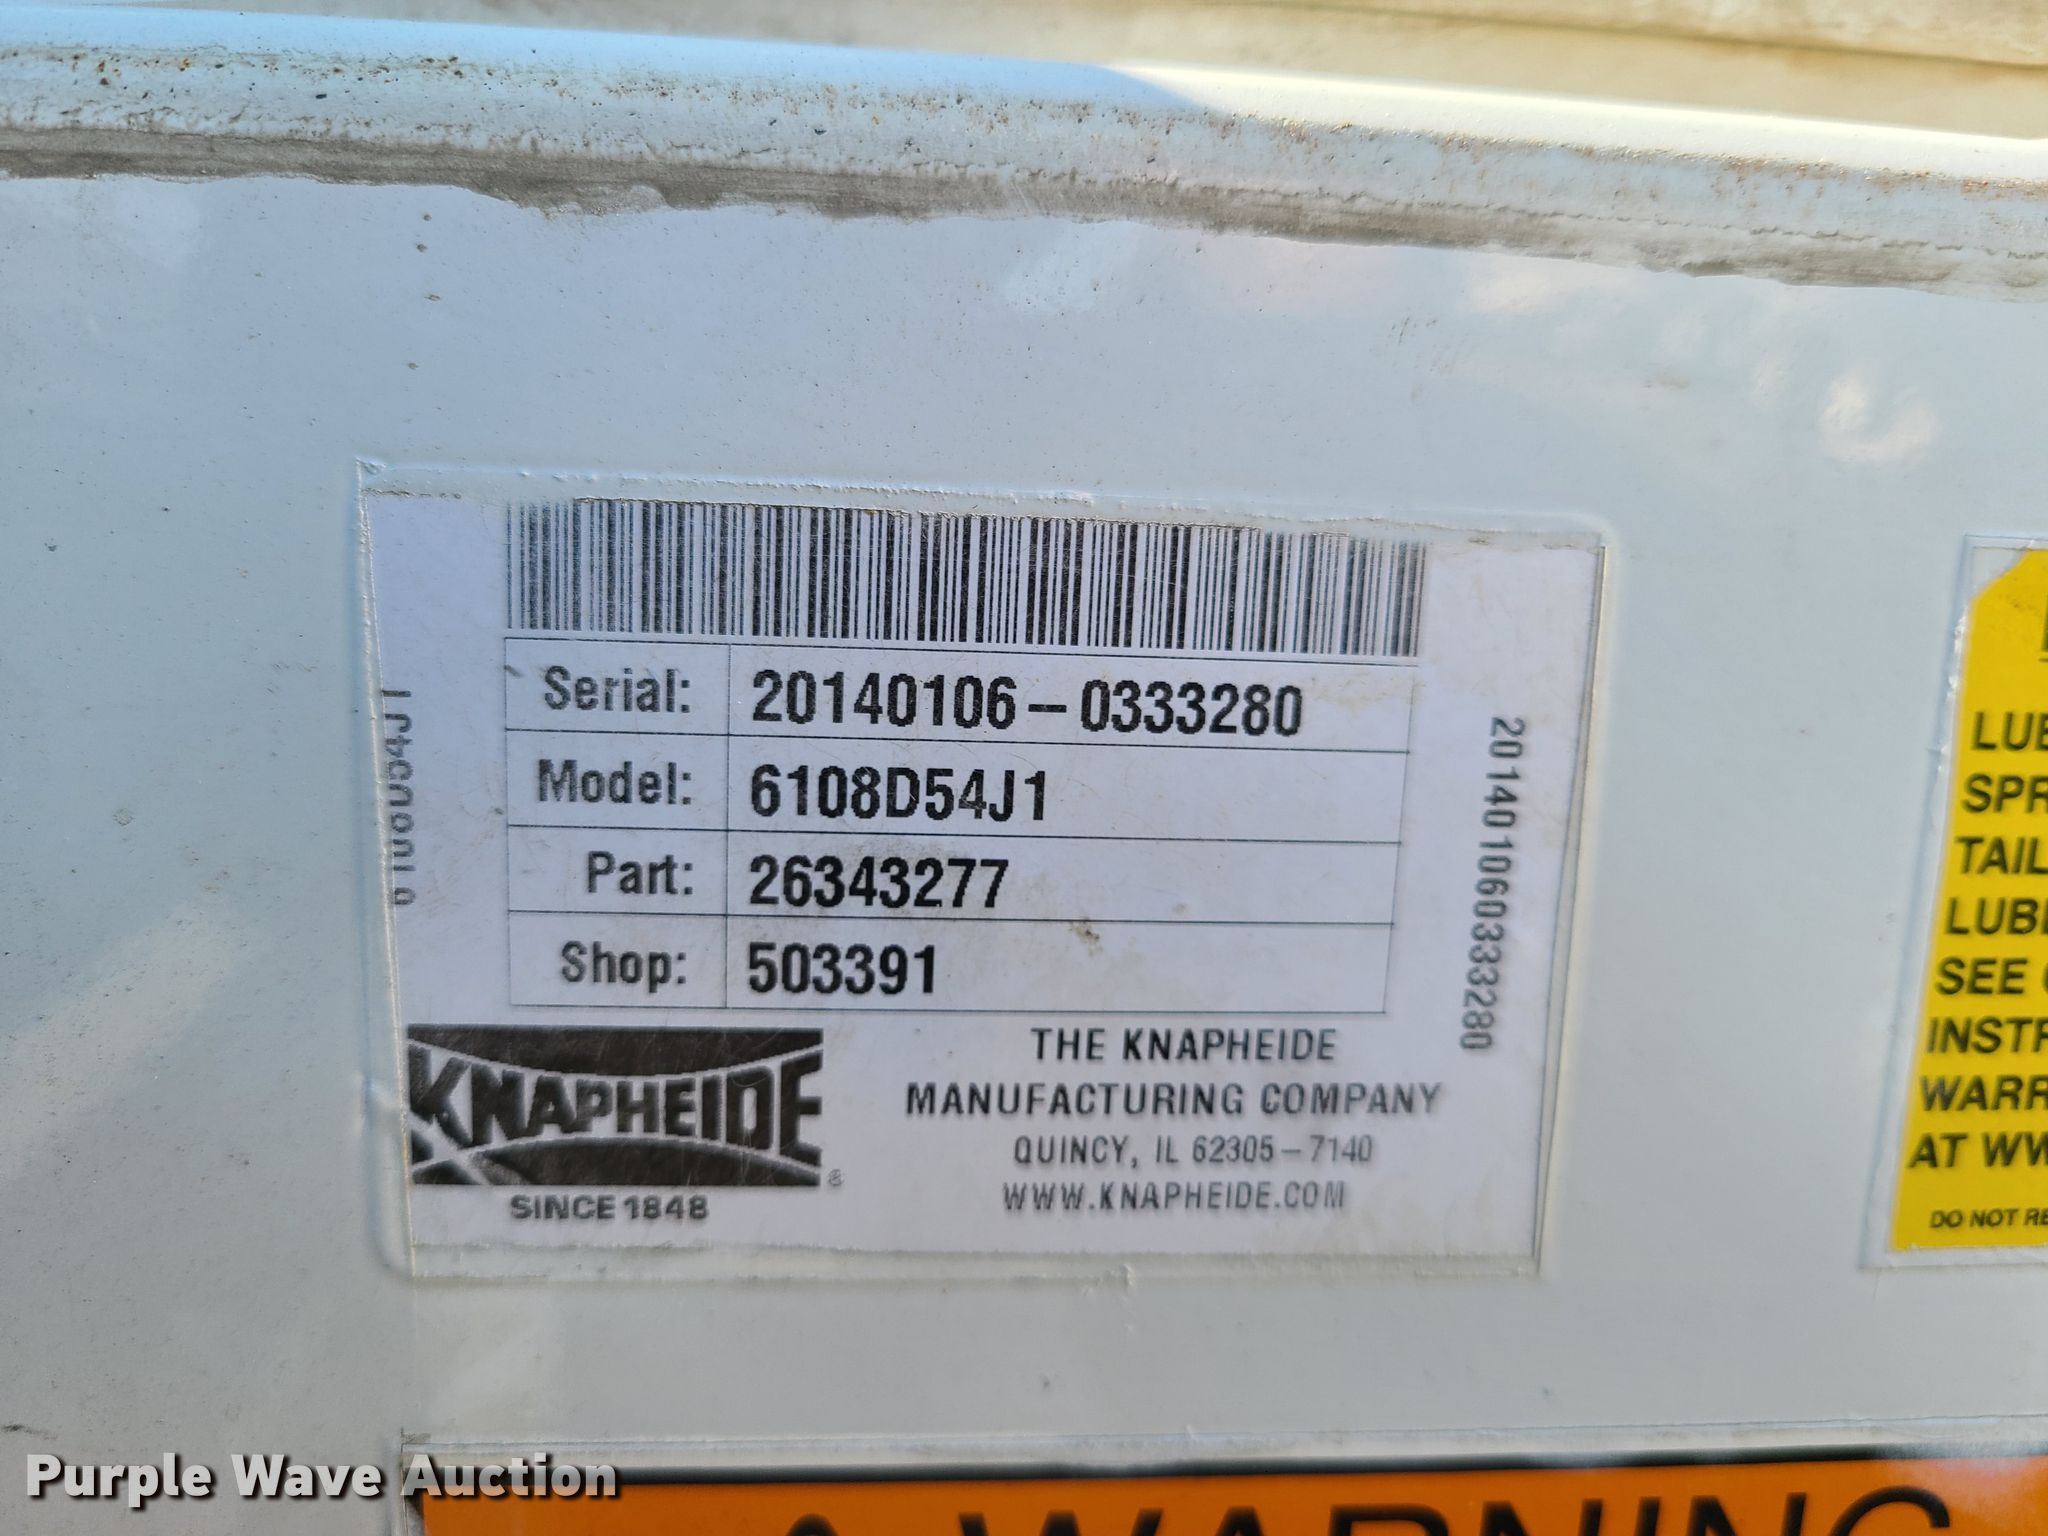 Serial: 20140106-0333280
Model: 6108D54J1
Part: 26343277
Shop: 503391
201401060333280
KNAPHEIDE
®
SINCE 1848
THE KNAPHEIDE
MANUFACTURING COMPANY
QUINCY, IL 62305-7140
WWW.KNAPHEIDE.COM
LUB
SPR
TAIL
LUB
SEE
INSTR
WARR
AT WW
DO NOT RE
WARNING
Purple Wave Auction